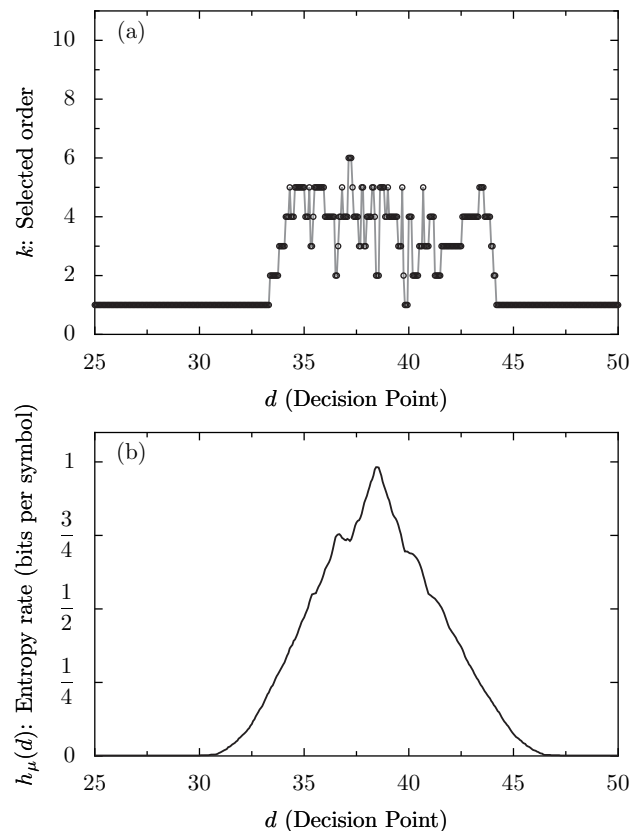 (a)
k: Selected order
10
8
6
4
2
0
25 30 35 40 45 50
d (Decision Point)
(b)
h_μ(d): Entropy rate (bits per symbol)
1
3/4
1/2
1/4
0
25 30 35 40 45 50
d (Decision Point)